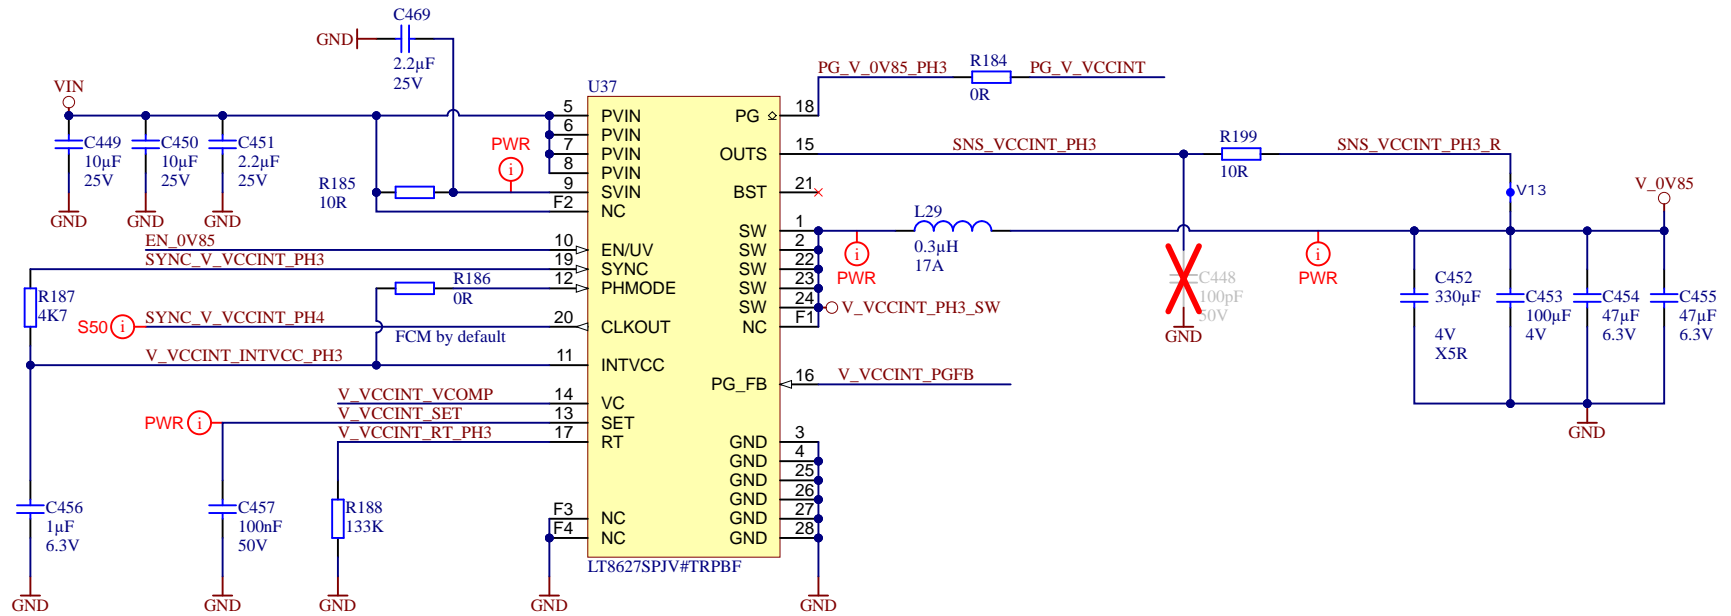 C469
GND
2.2µF
25V
VIN
C449
10µF
25V
GND
C450
10µF
25V
GND
C451
2.2µF
25V
GND
R185
10R
PWR
i
EN_0V85
SYNC_V_VCCINT_PH3
R187
4K7
R186
0R
S50
i
SYNC_V_VCCINT_PH4
FCM by default
V_VCCINT_INTVCC_PH3
V_VCCINT_VCOMP
PWR
i
V_VCCINT_SET
V_VCCINT_RT_PH3
C456
1µF
6.3V
GND
C457
100nF
50V
GND
R188
133K
GND
GND
U37
5 PVIN
6 PVIN
7 PVIN
8 PVIN
9 SVIN
F2 NC
10 EN/UV
19 SYNC
12 PHMODE
20 CLKOUT
11 INTVCC
14 VC
13 SET
17 RT
F3 NC
F4 NC
PG 18
OUTS 15
BST 21
SW 1
SW 2
SW 22
SW 23
SW 24
NC F1
PG_FB 16
GND 3
GND 4
GND 25
GND 26
GND 27
GND 28
LT8627SPJV#TRPBF
GND
PG_V_0V85_PH3
R184
0R
PG_V_VCCINT
SNS_VCCINT_PH3
R199
10R
SNS_VCCINT_PH3_R
V13
V_0V85
L29
0.3µH
17A
i
PWR
V_VCCINT_PH3_SW
C448
100pF
50V
GND
i
PWR
V_VCCINT_PGFB
C452
330µF
4V
X5R
C453
100µF
4V
C454
47µF
6.3V
C455
47µF
6.3V
GND